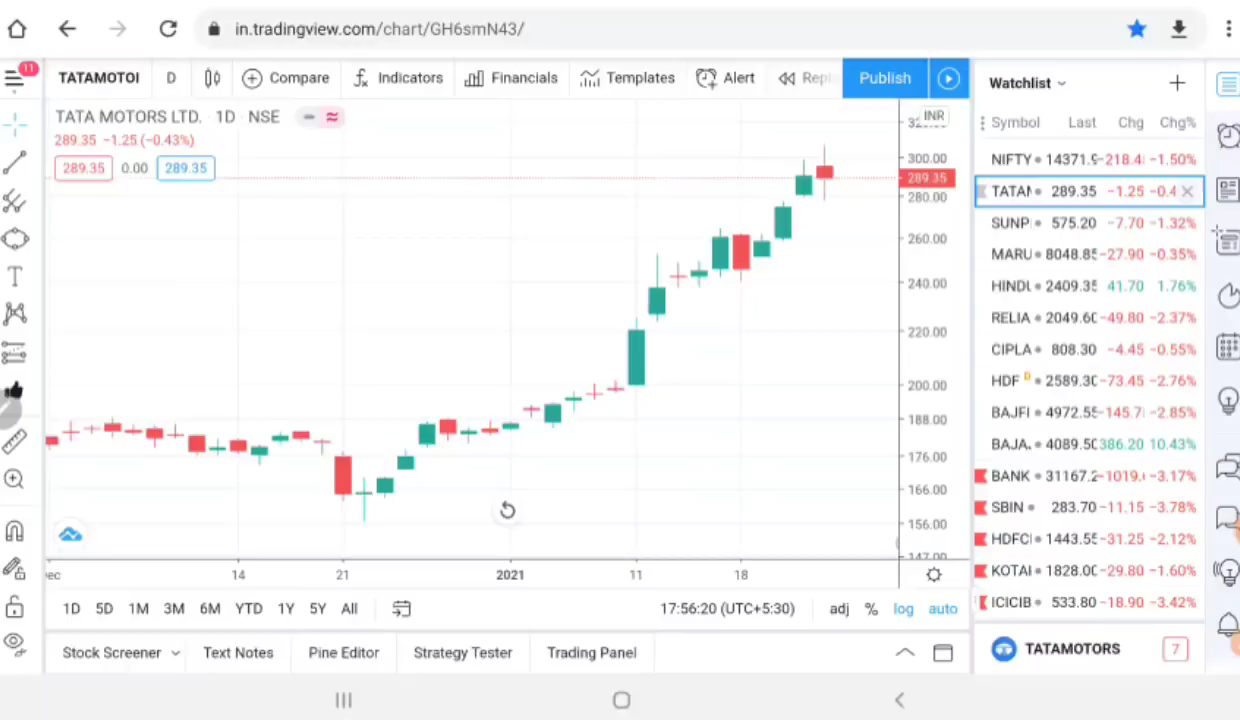 in.tradingview.com/chart/GH6smN43/
11
TATAMOTOI D Compare Indicators Financials Templates Alert Publish
TATA MOTORS LTD. · 1D · NSE
289.35 −1.25 (−0.43%)
289.35 0.00 289.35
INR
300.00
289.35
280.00
260.00
240.00
220.00
200.00
188.00
176.00
166.00
156.00
147.00
14 21 2021 11 18
1D 5D 1M 3M 6M YTD 1Y 5Y All 17:56:20 (UTC+5:30) adj % log auto
Stock Screener Text Notes Pine Editor Strategy Tester Trading Panel
Watchlist
Symbol Last Chg Chg%
NIFTY 14371.9 −218.4 −1.50%
TATA 289.35 −1.25 −0.4
SUNP 575.20 −7.70 −1.32%
MARU 8048.85 −27.90 −0.35%
HINDU 2409.35 41.70 1.76%
RELIA 2049.60 −49.80 −2.37%
CIPLA 808.30 −4.45 −0.55%
HDF D 2589.30 −73.45 −2.76%
BAJFI 4972.55 −145.7 −2.85%
BAJA 4089.50 386.20 10.43%
BANK 31167.2 −1019. −3.17%
SBIN 283.70 −11.15 −3.78%
HDFC 1443.55 −31.25 −2.12%
KOTAI 1828.00 −29.80 −1.60%
ICICIB 533.80 −18.90 −3.42%
TATAMOTORS 7